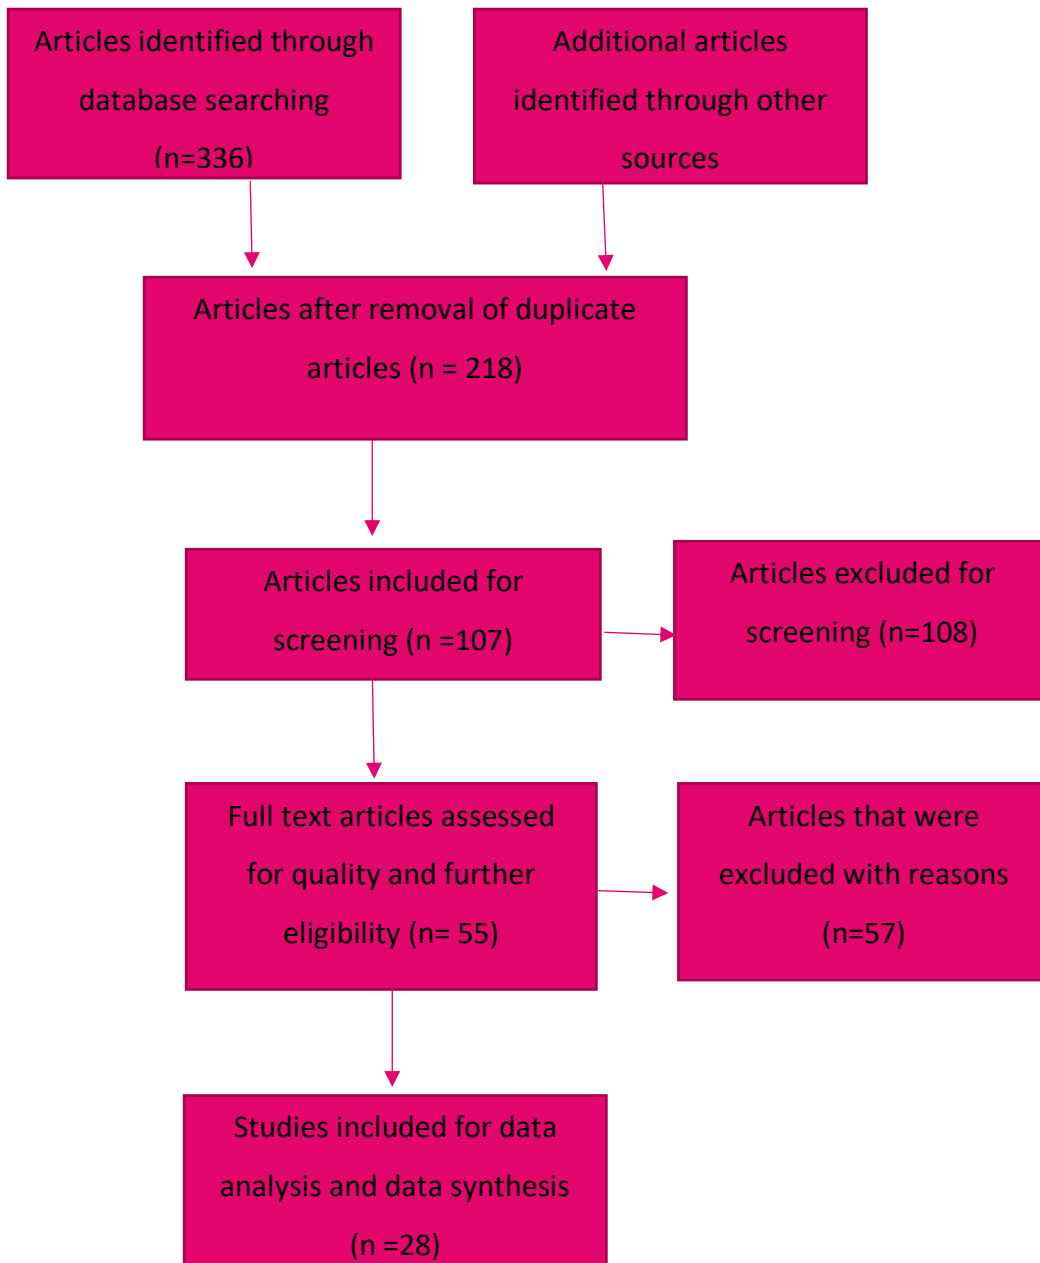 Articles identified through
database searching
(n=336)
Additional articles
identified through other
sources
Articles after removal of duplicate
articles (n = 218)
Articles included for
screening (n =107)
Articles excluded for
screening (n=108)
Full text articles assessed
for quality and further
eligibility (n= 55)
Articles that were
excluded with reasons
(n=57)
Studies included for data
analysis and data synthesis
(n =28)